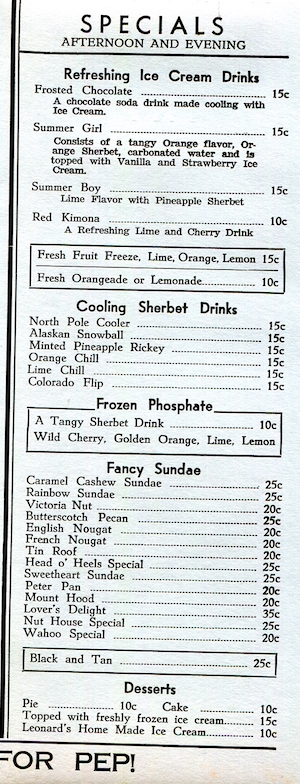 SPECIALS
AFTERNOON AND EVENING
Refreshing Ice Cream Drinks
Frosted Chocolate 15c
A chocolate soda drink made cooling with
Ice Cream.
Summer Girl 15c
Consists of a tangy Orange flavor, Or-
ange Sherbet, carbonated water and is
topped with Vanilla and Strawberry Ice
Cream.
Summer Boy 15c
Lime Flavor with Pineapple Sherbet
Red Kimona 10c
A Refreshing Lime and Cherry Drink
Fresh Fruit Freeze, Lime, Orange, Lemon 15c
Fresh Orangeade or Lemonade 10c
Cooling Sherbet Drinks
North Pole Cooler 15c
Alaskan Snowball 15c
Minted Pineapple Rickey 15c
Orange Chill 15c
Lime Chill 15c
Colorado Flip 15c
Frozen Phosphate
A Tangy Sherbet Drink 10c
Wild Cherry, Golden Orange, Lime, Lemon
Fancy Sundae
Caramel Cashew Sundae 25c
Rainbow Sundae 25c
Victoria Nut 20c
Butterscotch Pecan 25c
English Nougat 20c
French Nougat 20c
Tin Roof 20c
Head o' Heels Special 25c
Sweetheart Sundae 25c
Peter Pan 20c
Mount Hood 20c
Lover's Delight 35c
Nut House Special 25c
Wahoo Special 20c
Black and Tan 25c
Desserts
Pie 10c Cake 10c
Topped with freshly frozen ice cream 15c
Leonard's Home Made Ice Cream 10c
FOR PEP!